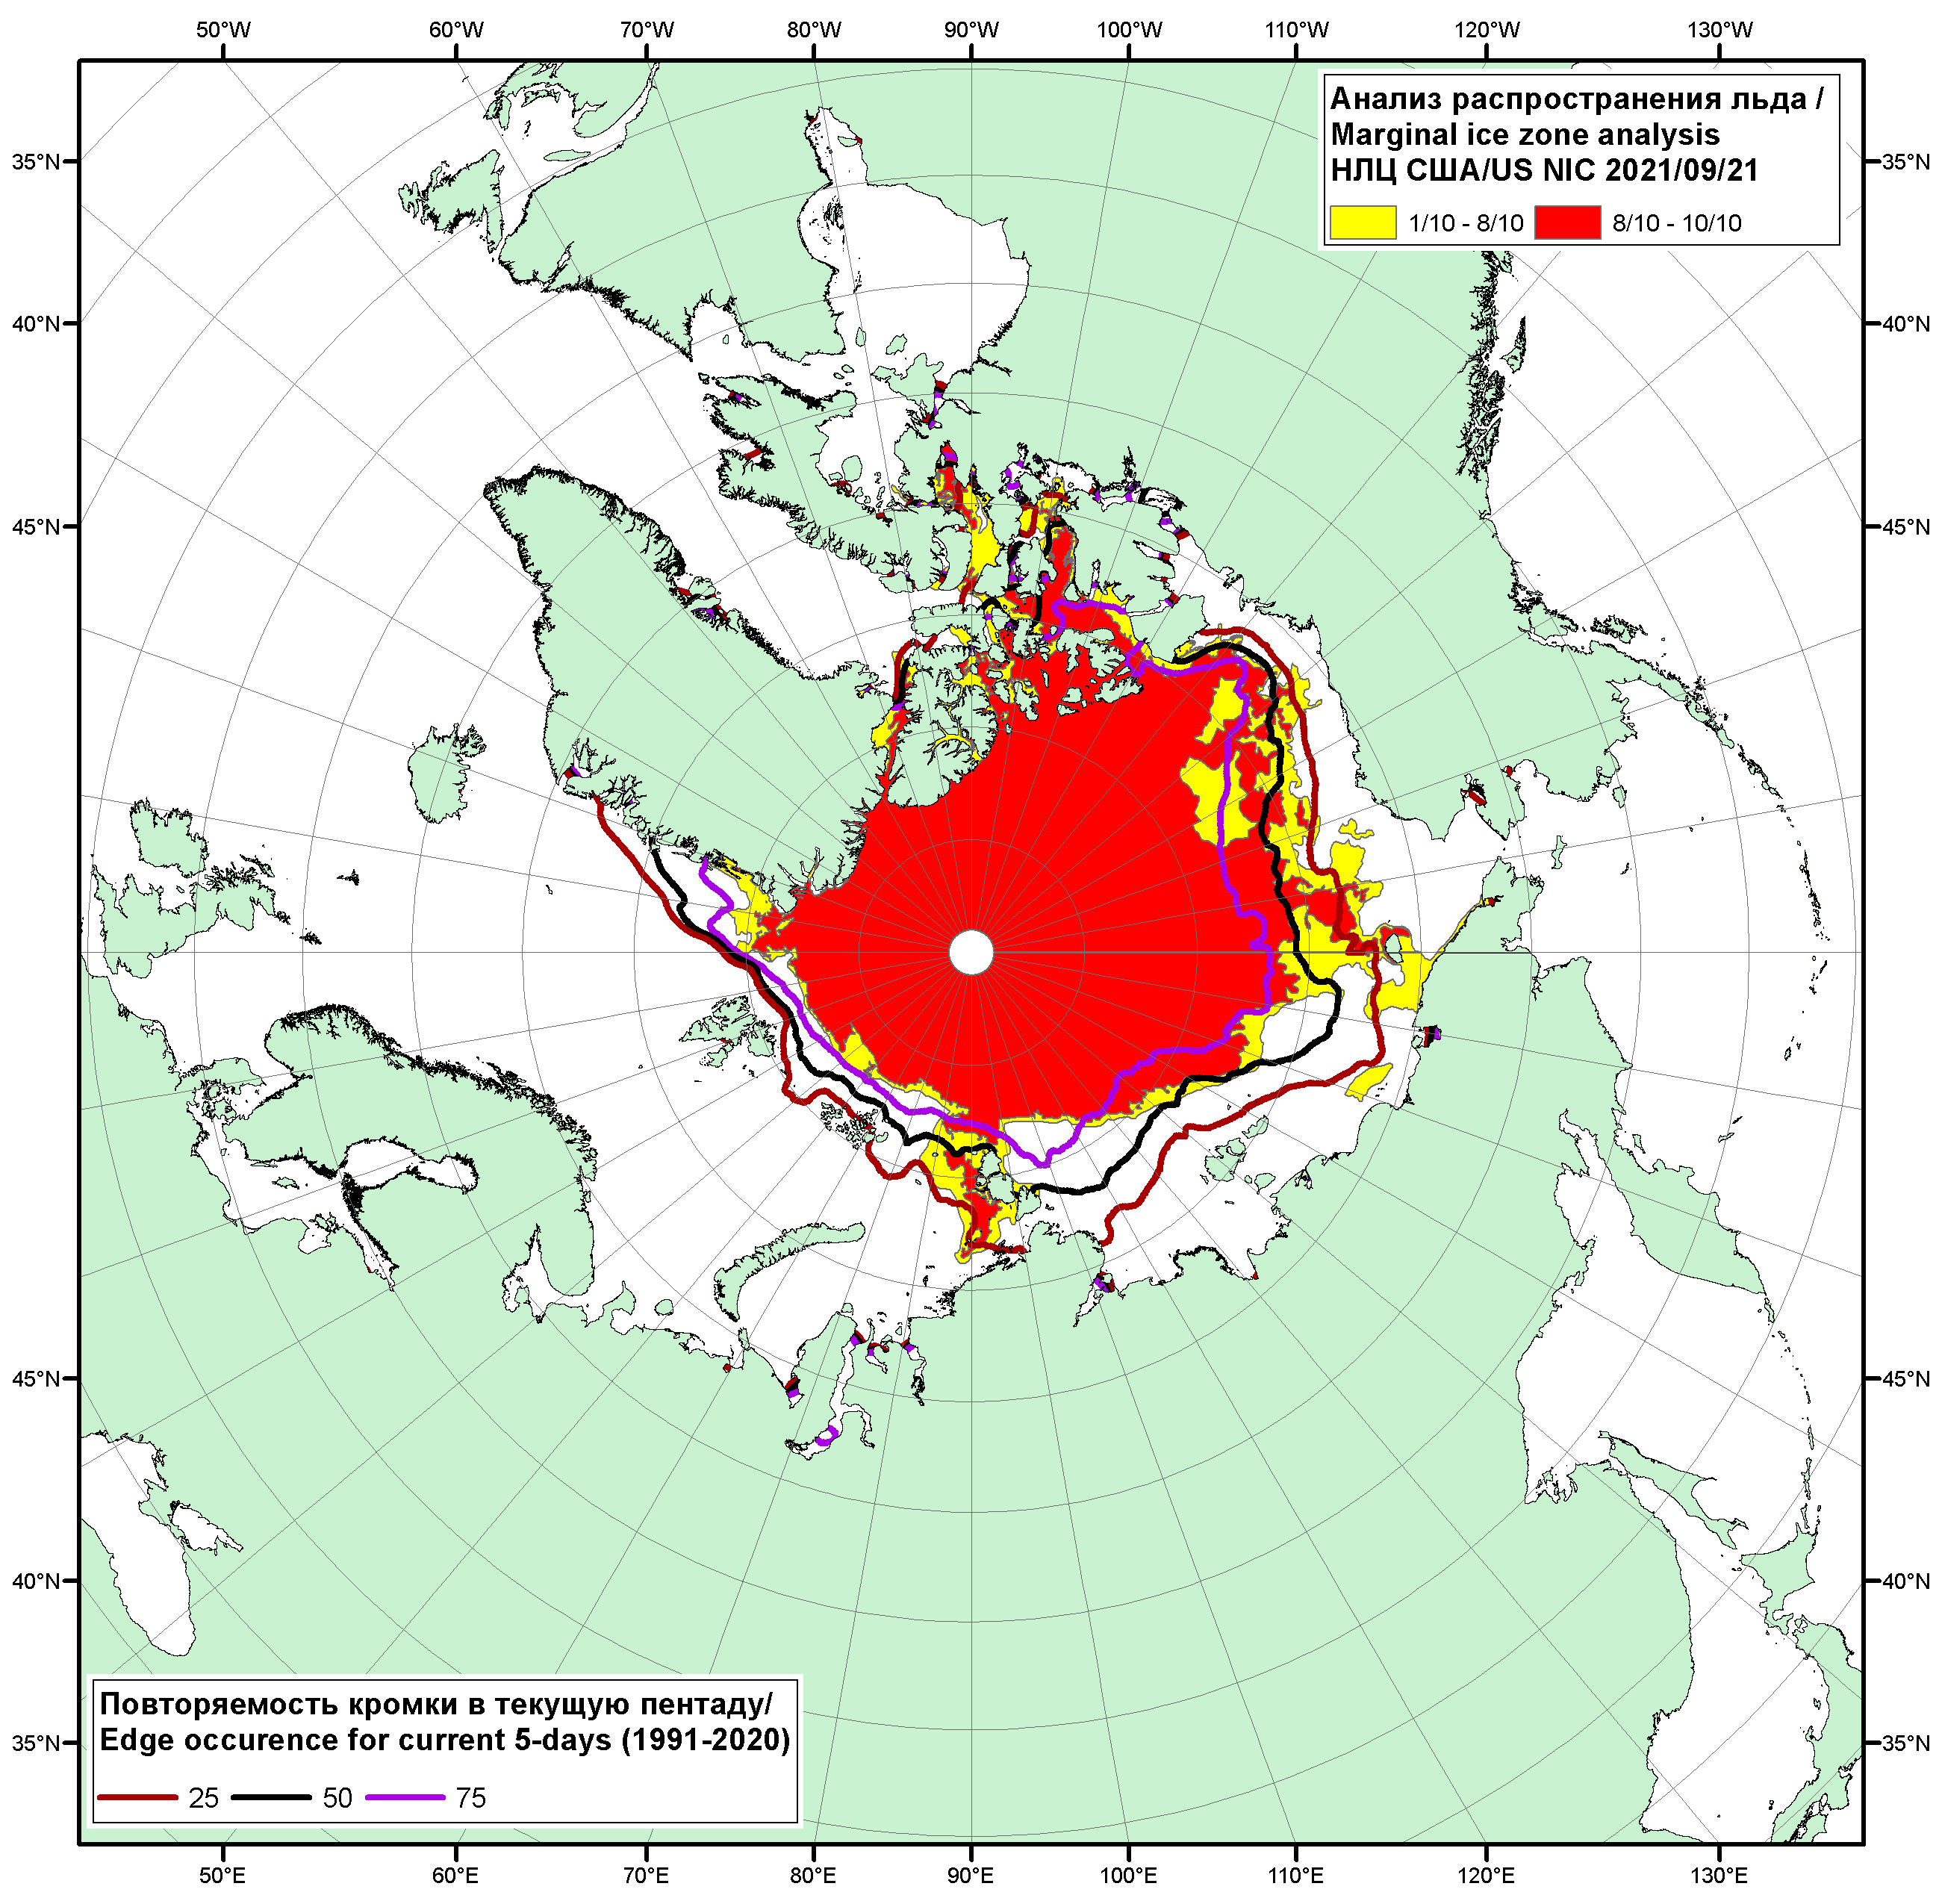 50°W 60°W 70°W 80°W 90°W 100°W 110°W 120°W 130°W
Анализ распространения льда /
Marginal ice zone analysis
НЛЦ США/US NIC 2021/09/21
1/10 - 8/10 8/10 - 10/10
35°N 35°N
40°N 40°N
45°N 45°N
45°N 45°N
40°N 40°N
35°N 35°N
Повторяемость кромки в текущую пентаду/
Edge occurence for current 5-days (1991-2020)
25 50 75
50°E 60°E 70°E 80°E 90°E 100°E 110°E 120°E 130°E